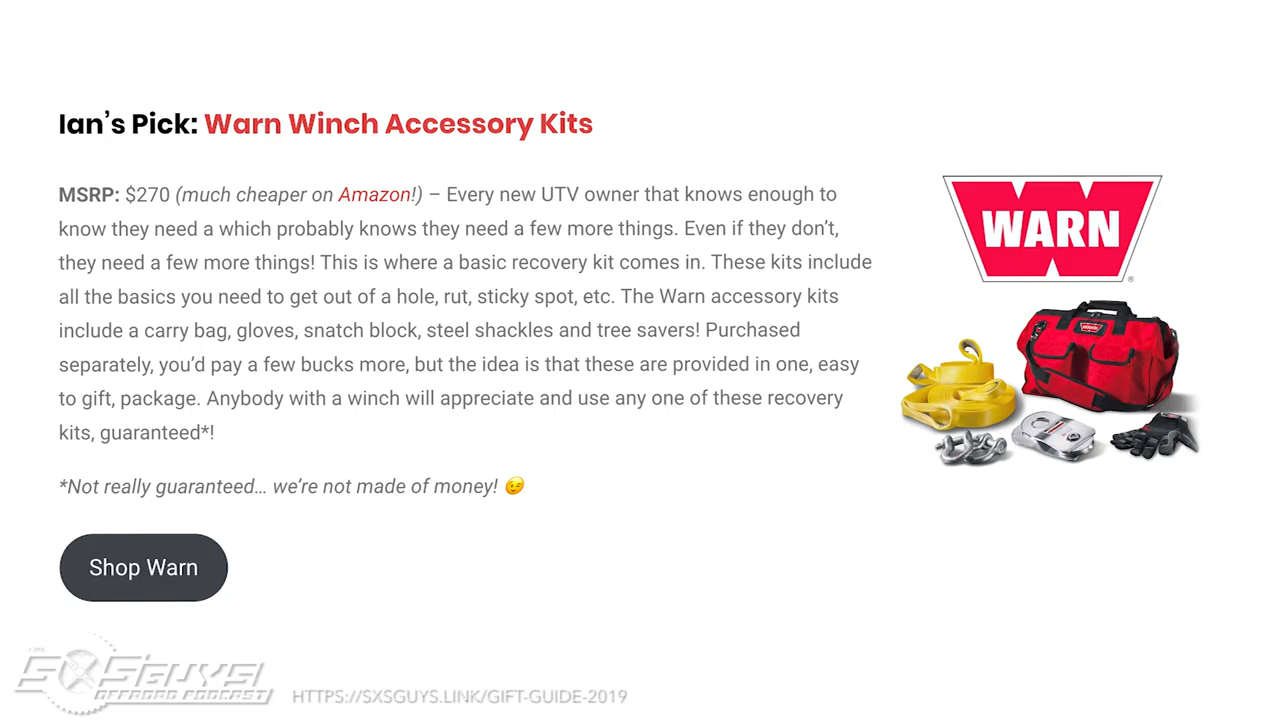 Ian's Pick: Warn Winch Accessory Kits
MSRP: $270 (much cheaper on Amazon!) – Every new UTV owner that knows enough to
know they need a which probably knows they need a few more things. Even if they don't,
they need a few more things! This is where a basic recovery kit comes in. These kits include
all the basics you need to get out of a hole, rut, sticky spot, etc. The Warn accessory kits
include a carry bag, gloves, snatch block, steel shackles and tree savers! Purchased
separately, you'd pay a few bucks more, but the idea is that these are provided in one, easy
to gift, package. Anybody with a winch will appreciate and use any one of these recovery
kits, guaranteed*!
*Not really guaranteed… we're not made of money! 😉
Shop Warn
WARN
®
WARN
THE
SXSGUYS
OFFROAD PODCAST
HTTPS://SXSGUYS.LINK/GIFT-GUIDE-2019